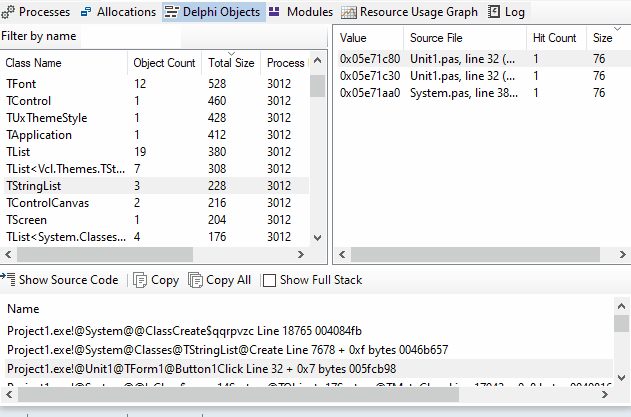 Processes Allocations Delphi Objects Modules Resource Usage Graph Log
Filter by name
Class Name Object Count Total Size Process
TFont 12 528 3012
TControl 1 460 3012
TUxThemeStyle 1 428 3012
TApplication 1 412 3012
TList 19 380 3012
TList<Vcl.Themes.TSt... 7 308 3012
TStringList 3 228 3012
TControlCanvas 2 216 3012
TScreen 1 204 3012
TList<System.Classes... 4 176 3012
Value Source File Hit Count Size
0x05e71c80 Unit1.pas, line 32 (... 1 76
0x05e71c30 Unit1.pas, line 32 (... 1 76
0x05e71aa0 System.pas, line 38... 1 76
Show Source Code Copy Copy All Show Full Stack
Name
Project1.exe!@System@@ClassCreate$qqrpvzc Line 18765 004084fb
Project1.exe!@System@Classes@TStringList@Create Line 7678 + 0xf bytes 0046b657
Project1.exe!@Unit1@TForm1@Button1Click Line 32 + 0x7 bytes 005fcb98